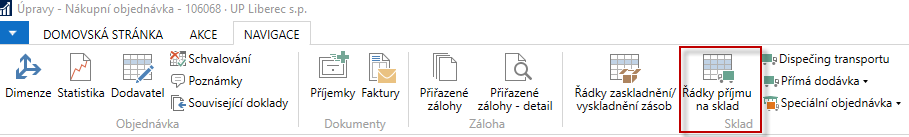 Úpravy - Nákupní objednávka - 106068 · UP Liberec s.p.
DOMOVSKÁ STRÁNKA AKCE NAVIGACE
Dimenze
Statistika
Dodavatel
Schvalování
Poznámky
Související doklady
Objednávka
Příjemky
Faktury
Dokumenty
Přiřazené
zálohy
Přiřazené
zálohy - detail
Záloha
Řádky zaskladnění/
vyskladnění zásob
Řádky příjmu
na sklad
Dispečing transportu
Přímá dodávka
Speciální objednávka
Sklad